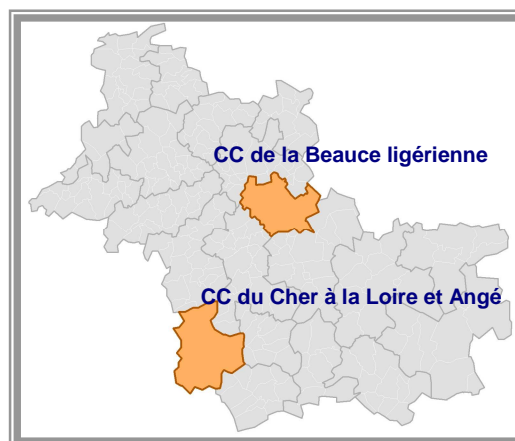 CC de la Beauce ligérienne
CC du Cher à la Loire et Angé